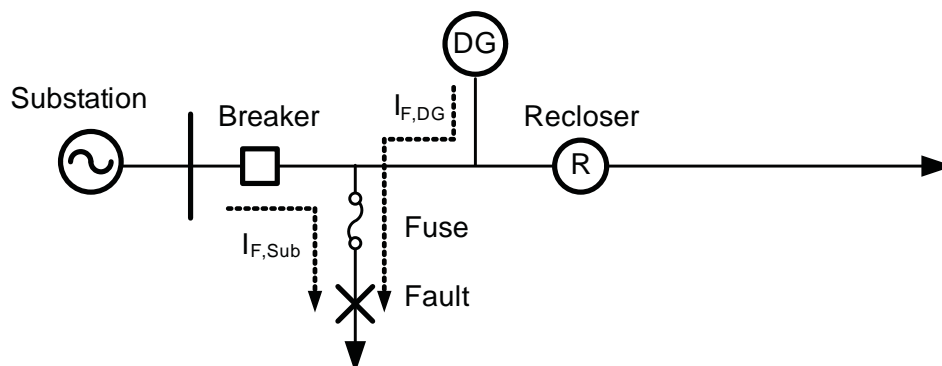 DG
Substation
I_F,DG
Breaker
Recloser
R
I_F,Sub
Fuse
Fault